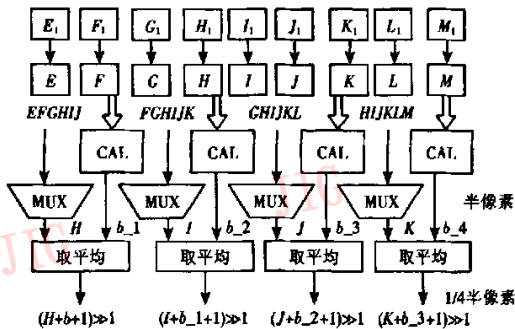 E₁ F₁ G₁ H₁ I₁ J₁ K₁ L₁ M₁
E F G H I J K L M
EFGHIJ FGHIJK GHIJKL HIJKLM
CAL CAL CAL CAL
MUX MUX MUX MUX 半像素
H b_1 I b_2 J b_3 K b_4
取平均 取平均 取平均 取平均
1/4半像素
(H+b+1)≫1 (I+b_1+1)≫1 (J+b_2+1)≫1 (K+b_3+1)≫1
JIG
JIG